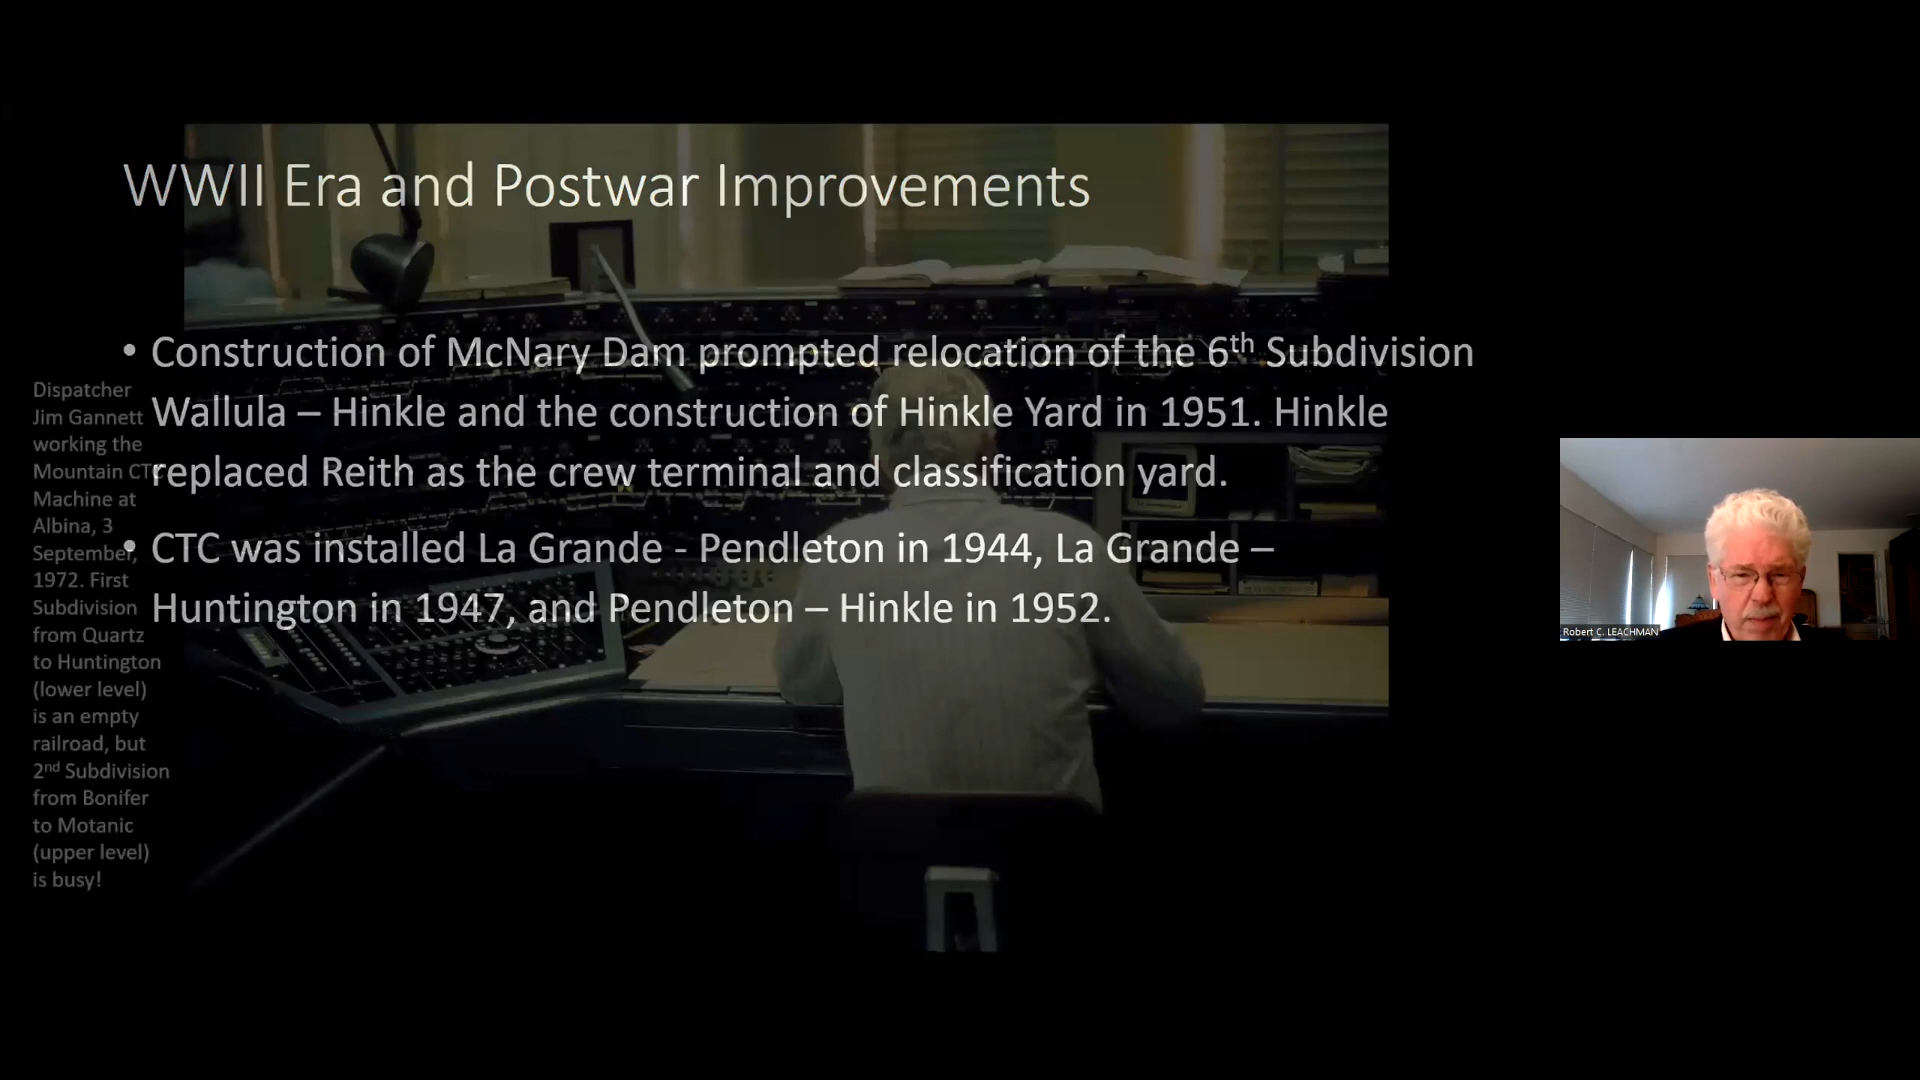 WWII Era and Postwar Improvements
• Construction of McNary Dam prompted relocation of the 6th Subdivision
Wallula – Hinkle and the construction of Hinkle Yard in 1951. Hinkle
replaced Reith as the crew terminal and classification yard.
• CTC was installed La Grande - Pendleton in 1944, La Grande –
Huntington in 1947, and Pendleton – Hinkle in 1952.
Dispatcher
Jim Gannett
working the
Mountain CTC
Machine at
Albina, 3
September,
1972. First
Subdivision
from Quartz
to Huntington
(lower level)
is an empty
railroad, but
2nd Subdivision
from Bonifer
to Motanic
(upper level)
is busy!
Robert C. LEACHMAN